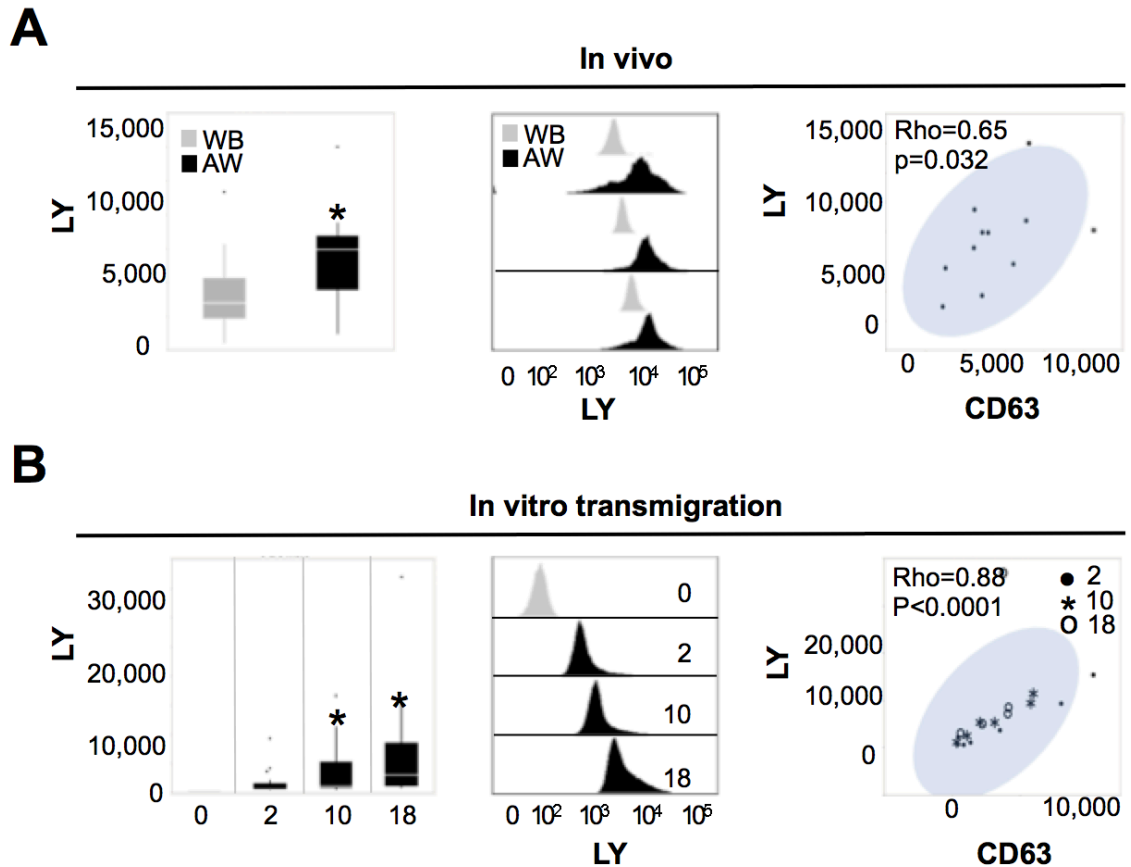 A
In vivo
15,000
10,000
5,000
0
LY
WB
AW
*
WB
AW
0 10² 10³ 10⁴ 10⁵
LY
Rho=0.65
p=0.032
15,000
10,000
5,000
0
LY
0 5,000 10,000
CD63
B
In vitro transmigration
30,000
20,000
10,000
0
LY
* *
0 2 10 18
0
2
10
18
0 10² 10³ 10⁴ 10⁵
LY
Rho=0.88
P<0.0001
● 2
* 10
O 18
20,000
10,000
0
LY
0 10,000
CD63